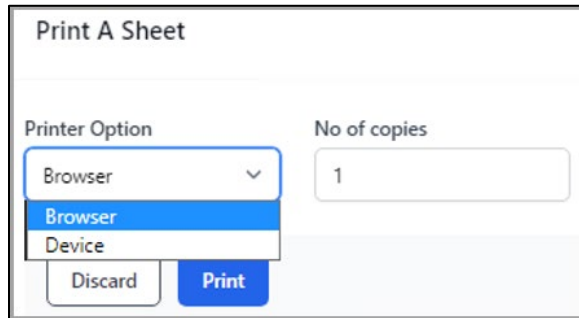 Print A Sheet
Printer Option
No of copies
Browser
1
Browser
Device
Discard
Print